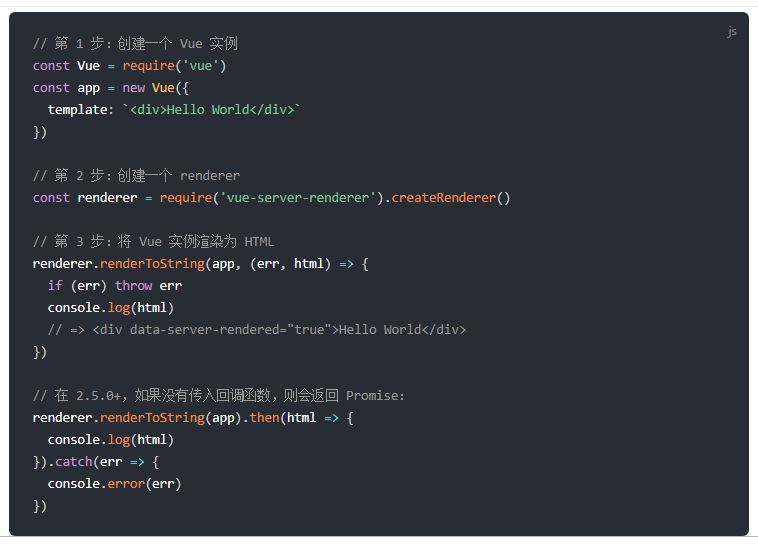 js
// 第 1 步：创建一个 Vue 实例
const Vue = require('vue')
const app = new Vue({
  template: `<div>Hello World</div>`
})
// 第 2 步：创建一个 renderer
const renderer = require('vue-server-renderer').createRenderer()
// 第 3 步：将 Vue 实例渲染为 HTML
renderer.renderToString(app, (err, html) => {
  if (err) throw err
  console.log(html)
  // => <div data-server-rendered="true">Hello World</div>
})
// 在 2.5.0+，如果没有传入回调函数，则会返回 Promise：
renderer.renderToString(app).then(html => {
  console.log(html)
}).catch(err => {
  console.error(err)
})